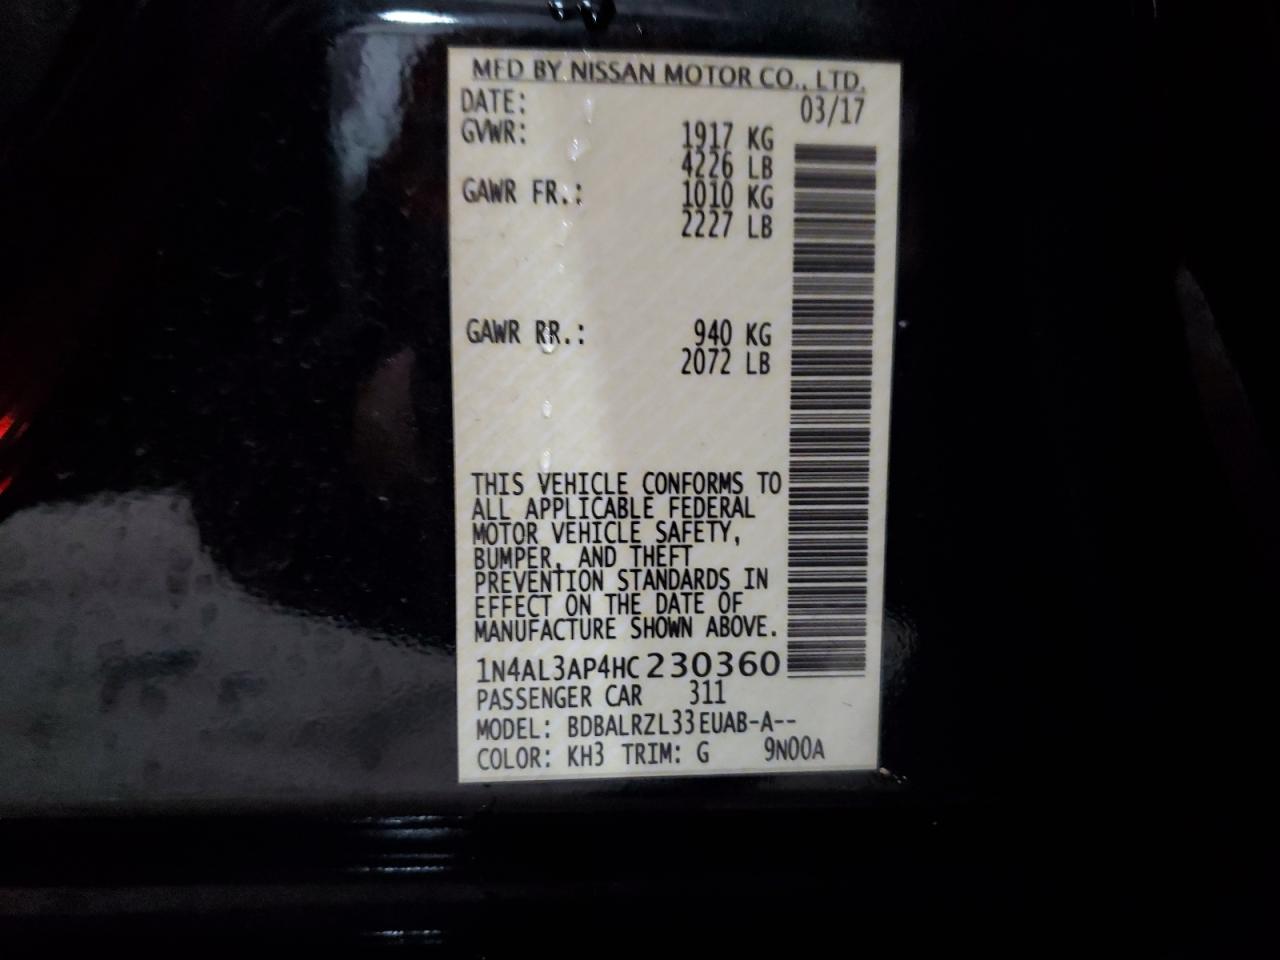 MFD BY NISSAN MOTOR CO., LTD.
DATE: 03/17
GVWR: 1917 KG
4226 LB
GAWR FR.: 1010 KG
2227 LB
GAWR RR.: 940 KG
2072 LB
THIS VEHICLE CONFORMS TO
ALL APPLICABLE FEDERAL
MOTOR VEHICLE SAFETY,
BUMPER, AND THEFT
PREVENTION STANDARDS IN
EFFECT ON THE DATE OF
MANUFACTURE SHOWN ABOVE.
1N4AL3AP4HC230360
PASSENGER CAR 311
MODEL: BDBALRZL33EUAB-A--
COLOR: KH3 TRIM: G 9N00A